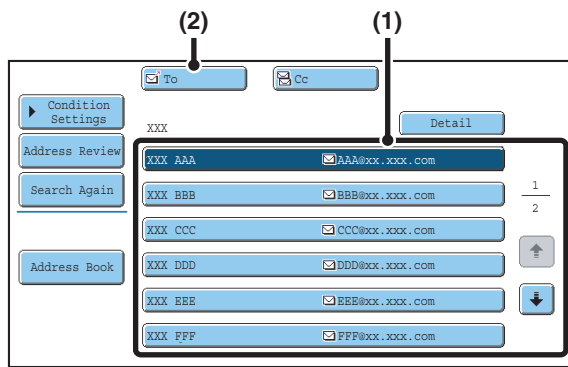 (2) (1)
To Cc
Condition
Settings
XXX Detail
Address Review
XXX AAA AAA@xx.xxx.com
Search Again
XXX BBB BBB@xx.xxx.com
1
2
XXX CCC CCC@xx.xxx.com
Address Book
XXX DDD DDD@xx.xxx.com
XXX EEE EEE@xx.xxx.com
XXX FFF FFF@xx.xxx.com